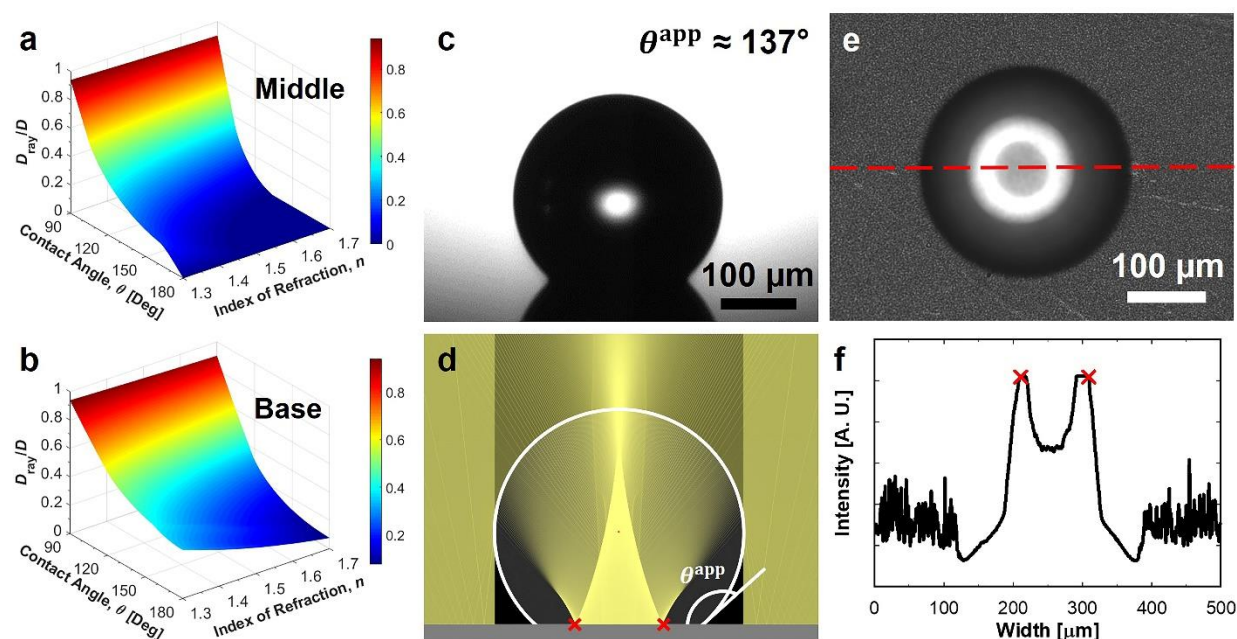 a
Middle
D_ray/D
1
0.8
0.6
0.4
0.2
0
90
120
150
180
Contact Angle, θ [Deg]
1.3
1.4
1.5
1.6
1.7
Index of Refraction, n
0.8
0.6
0.4
0.2
0
b
Base
D_ray/D
1
0.8
0.6
0.4
0.2
0
90
120
150
180
Contact Angle, θ [Deg]
1.3
1.4
1.5
1.6
1.7
Index of Refraction, n
0.8
0.6
0.4
0.2
c
θ^app ≈ 137°
100 µm
d
θ^app
e
100 µm
f
Intensity [A. U.]
0
100
200
300
400
500
Width [µm]